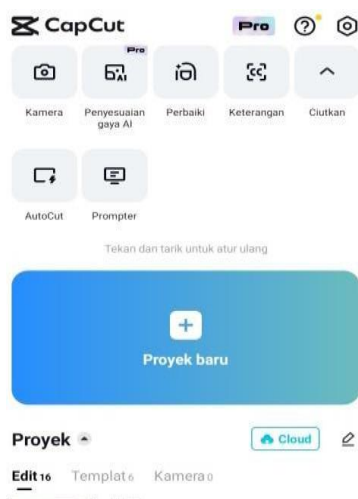 CapCut
Pro
Pro
AI
Kamera
Penyesuaian
gaya AI
Perbaiki
Keterangan
Ciutkan
AutoCut
Prompter
Tekan dan tarik untuk atur ulang
Proyek baru
Proyek
Cloud
Edit 16 Templat 6 Kamera 0